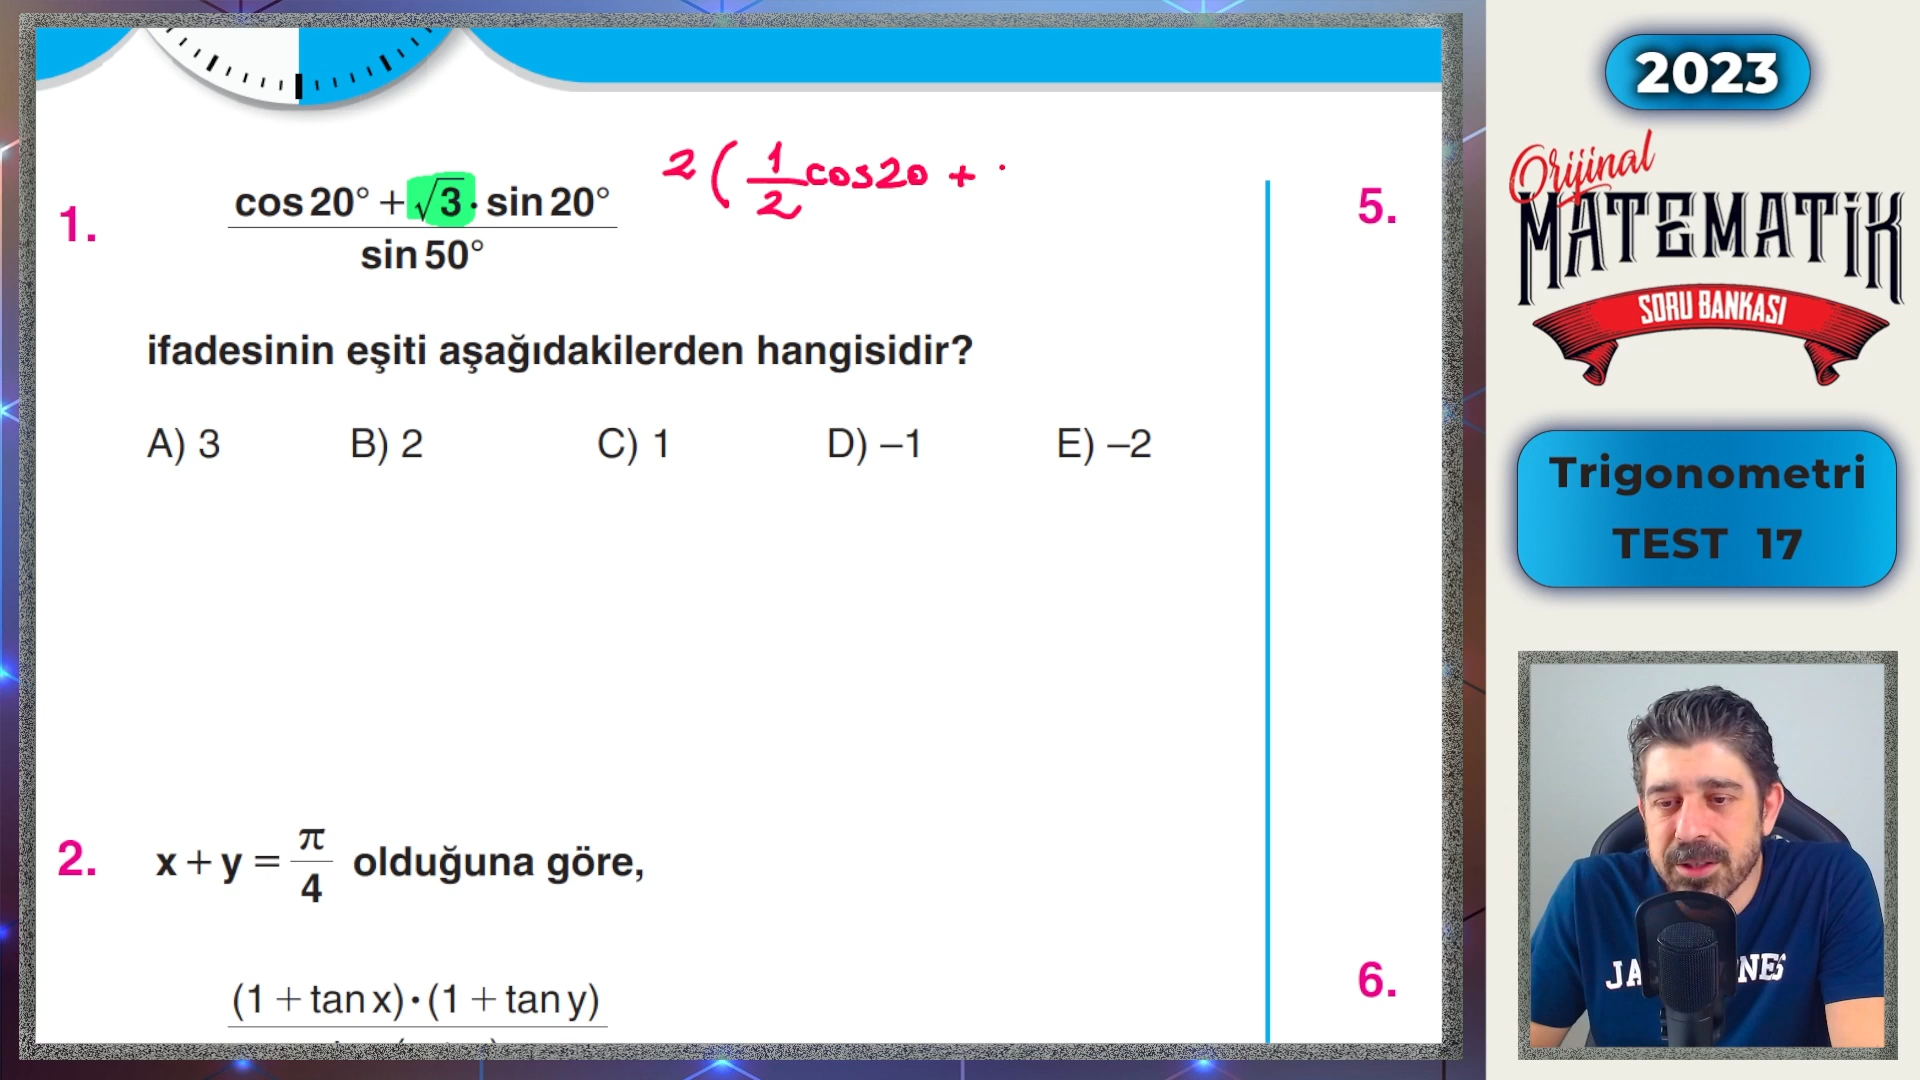 1.
cos 20° + √3 · sin 20°
sin 50°
2 ( 1/2 cos20 + ·
ifadesinin eşiti aşağıdakilerden hangisidir?
A) 3 B) 2 C) 1 D) –1 E) –2
2. x + y = π/4 olduğuna göre,
(1 + tan x) · (1 + tan y)
5.
6.
2023
Orijinal
MATEMATİK
SORU BANKASI
Trigonometri
TEST 17